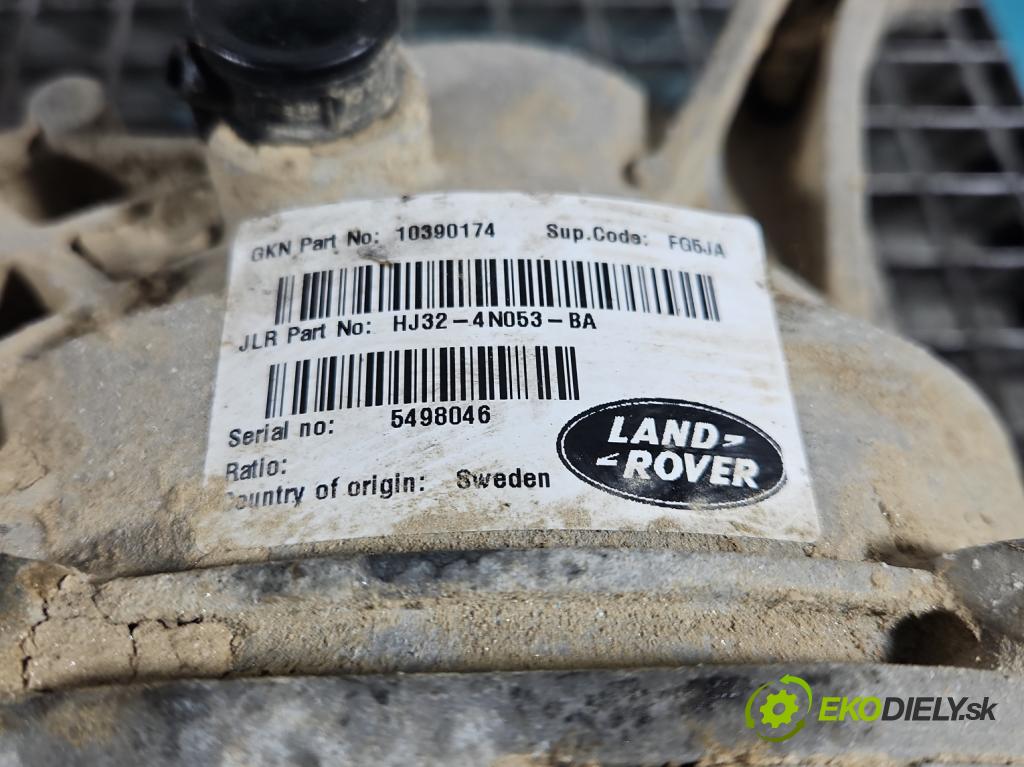 GKN Part No: 10390174 Sup.Code: FG5JA
JLR Part No: HJ32-4N053-BA
Serial no: 5498046
LAND
ROVER
Ratio:
Country of origin: Sweden
EKODIELY.sk